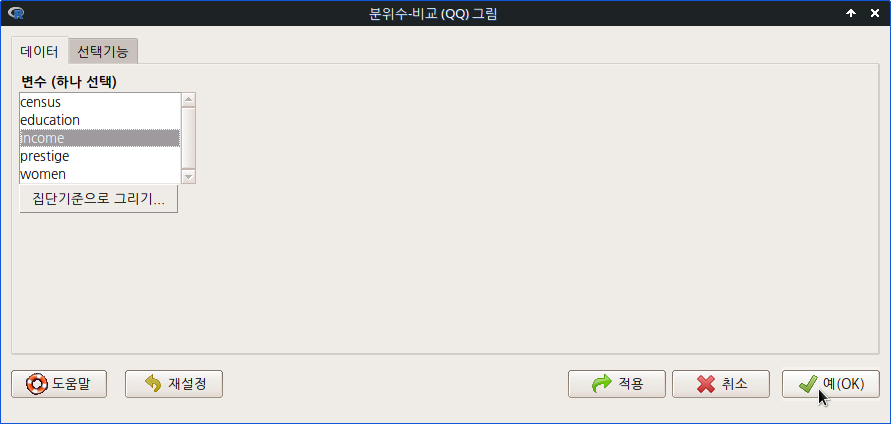 분위수-비교 (QQ) 그림
데이터 선택기능
변수 (하나 선택)
census
education
income
prestige
women
집단기준으로 그리기...
도움말 재설정 적용 취소 예(OK)